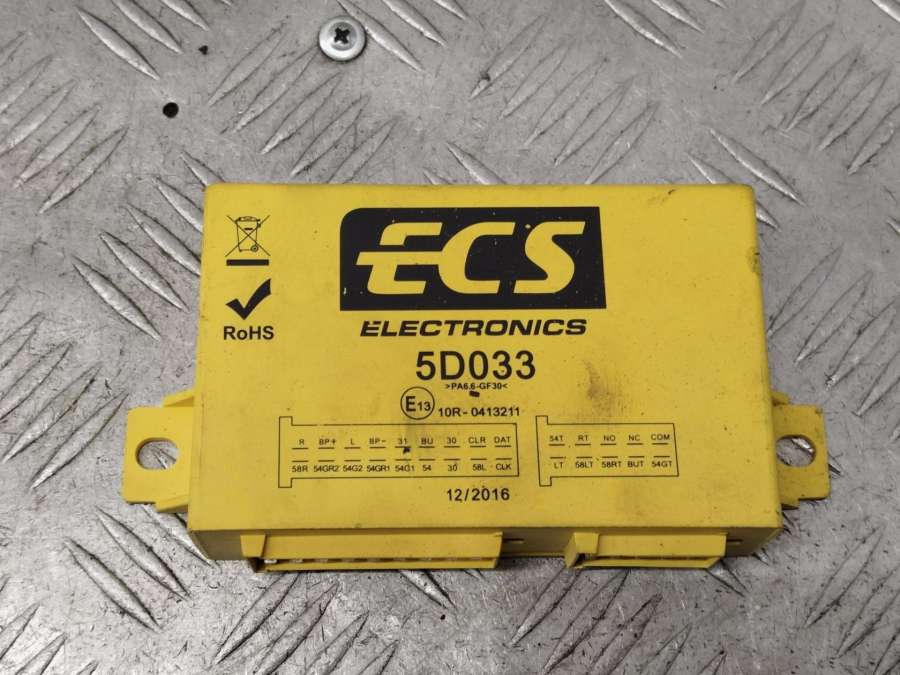 ECS
ELECTRONICS
RoHS
5D033
>PA6.6-GF30<
E13 10R-0413211
R BP+ L BP- 31 BU 30 CLR DAT
58R 54GR2 54G2 54GR1 54G1 54 30 58L CLK
54T RT NO NC COM
LT 58LT 58RT BUT 54GT
12/2016